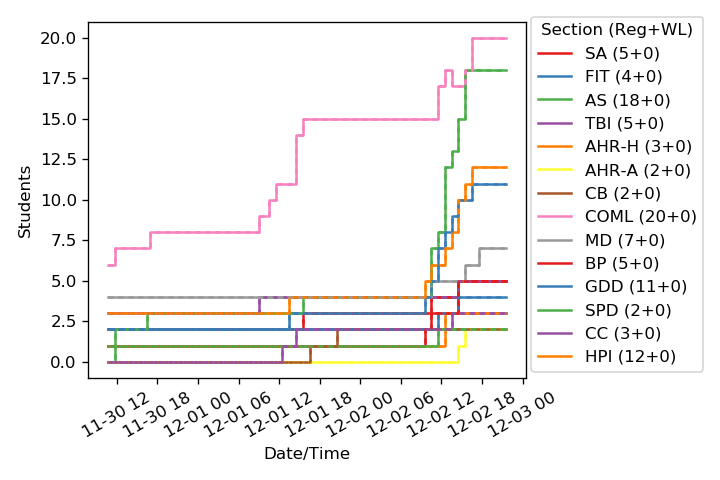 Section (Reg+WL)
SA (5+0)
FIT (4+0)
AS (18+0)
TBI (5+0)
AHR-H (3+0)
AHR-A (2+0)
CB (2+0)
COML (20+0)
MD (7+0)
BP (5+0)
GDD (11+0)
SPD (2+0)
CC (3+0)
HPI (12+0)
Students
20.0
17.5
15.0
12.5
10.0
7.5
5.0
2.5
0.0
11-30 12
11-30 18
12-01 00
12-01 06
12-01 12
12-01 18
12-02 00
12-02 06
12-02 12
12-02 18
12-03 00
Date/Time